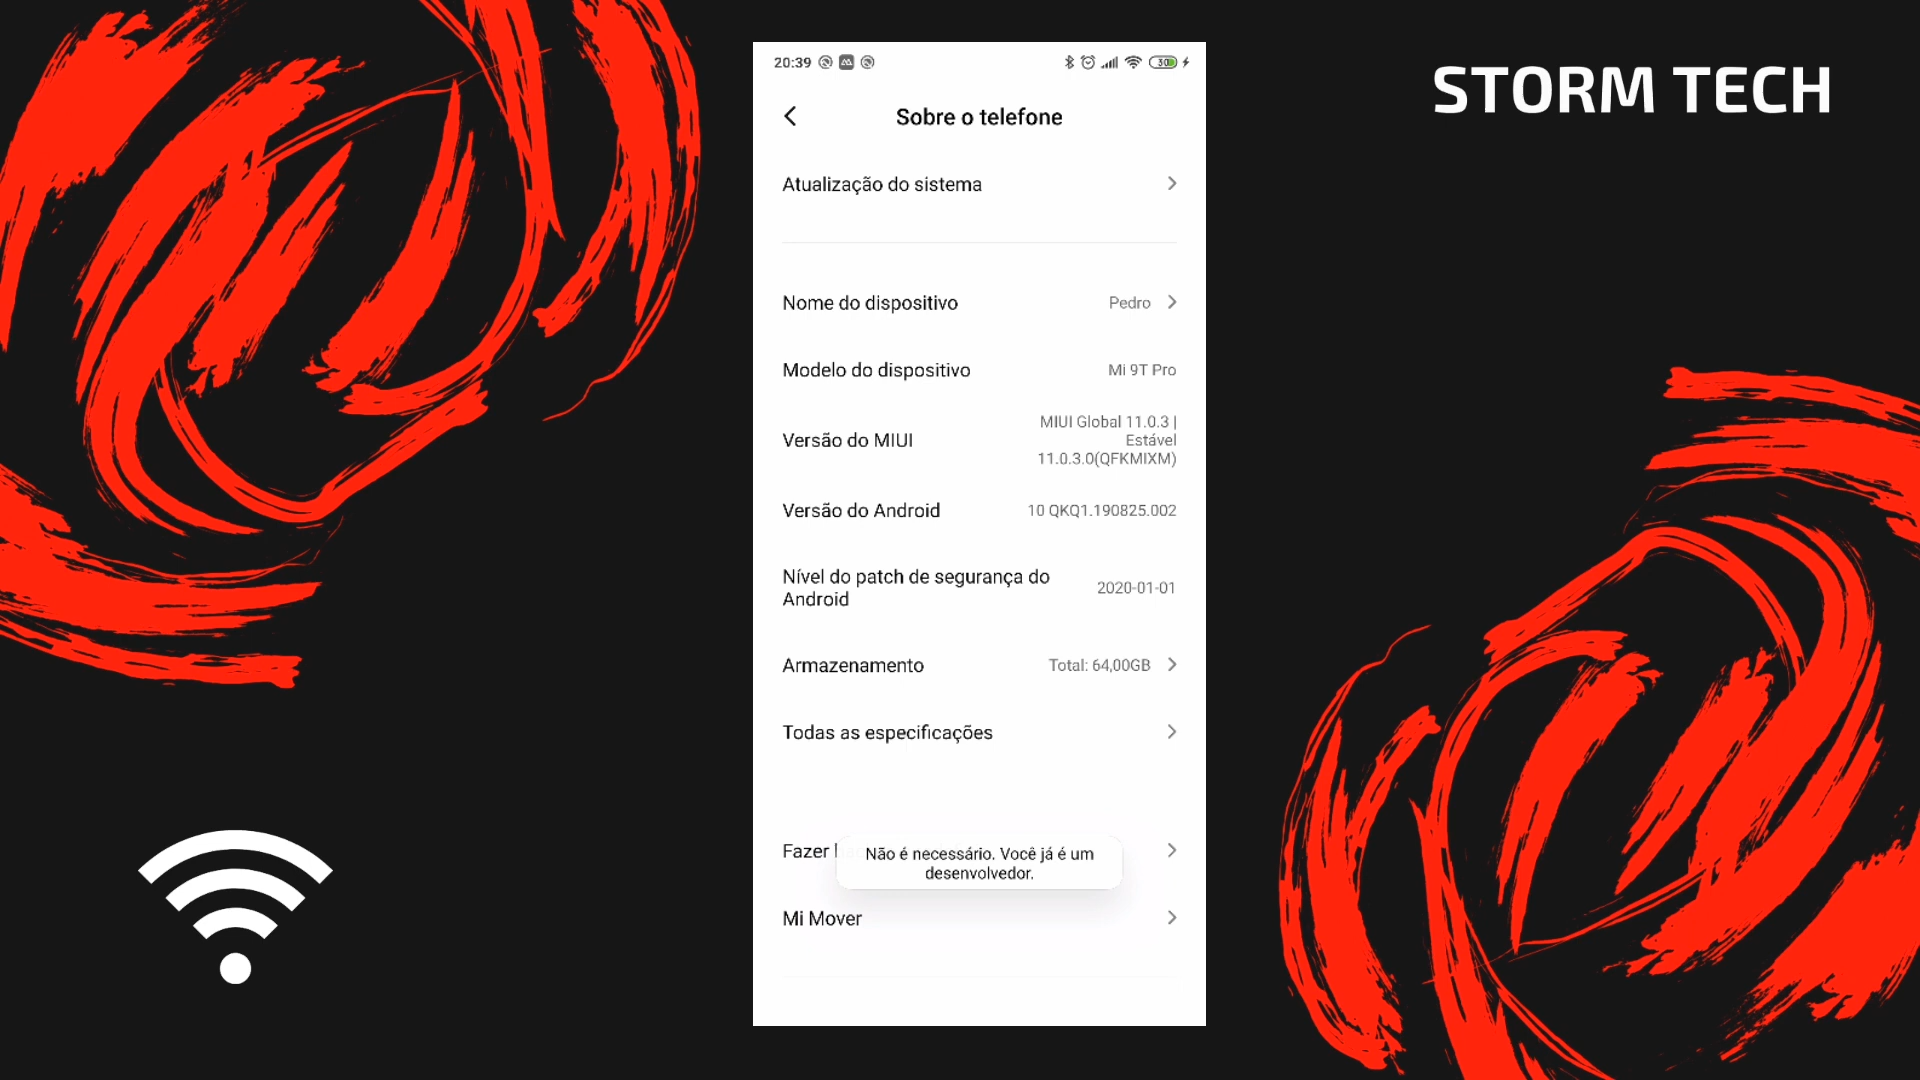 STORM TECH
20:39
30
Sobre o telefone
Atualização do sistema
Nome do dispositivo
Pedro
Modelo do dispositivo
Mi 9T Pro
Versão do MIUI
MIUI Global 11.0.3 |
Estável
11.0.3.0(QFKMIXM)
Versão do Android
10 QKQ1.190825.002
Nível do patch de segurança do
Android
2020-01-01
Armazenamento
Total: 64,00GB
Todas as especificações
Fazer
Não é necessário. Você já é um
desenvolvedor.
Mi Mover